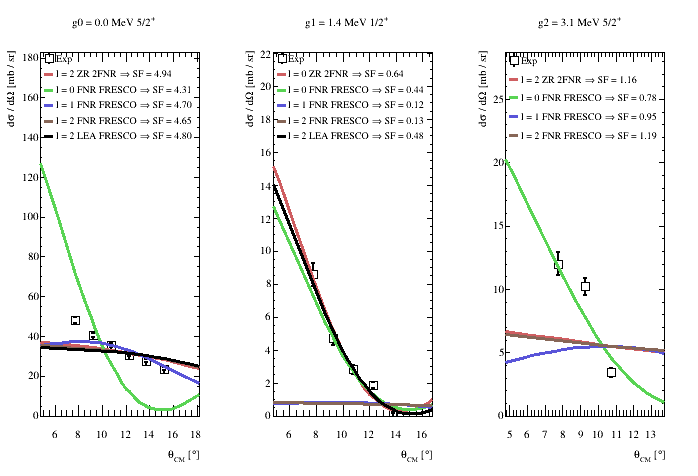 g0 = 0.0 MeV 5/2⁺
g1 = 1.4 MeV 1/2⁺
g2 = 3.1 MeV 5/2⁺
dσ / dΩ [mb / sr]
180
160
140
120
100
80
60
40
20
0
Exp
l = 2 ZR 2FNR ⇒ SF = 4.94
l = 0 FNR FRESCO ⇒ SF = 4.31
l = 1 FNR FRESCO ⇒ SF = 4.70
l = 2 FNR FRESCO ⇒ SF = 4.65
l = 2 LEA FRESCO ⇒ SF = 4.80
6 8 10 12 14 16 18
θCM [°]
dσ / dΩ [mb / sr]
22
20
18
16
14
12
10
8
6
4
2
0
Exp
l = 0 ZR 2FNR ⇒ SF = 0.64
l = 0 FNR FRESCO ⇒ SF = 0.44
l = 1 FNR FRESCO ⇒ SF = 0.12
l = 2 FNR FRESCO ⇒ SF = 0.13
l = 2 LEA FRESCO ⇒ SF = 0.48
6 8 10 12 14 16
θCM [°]
dσ / dΩ [mb / sr]
25
20
15
10
5
0
Exp
l = 2 ZR 2FNR ⇒ SF = 1.16
l = 0 FNR FRESCO ⇒ SF = 0.78
l = 1 FNR FRESCO ⇒ SF = 0.95
l = 2 FNR FRESCO ⇒ SF = 1.19
5 6 7 8 9 10 11 12 13
θCM [°]